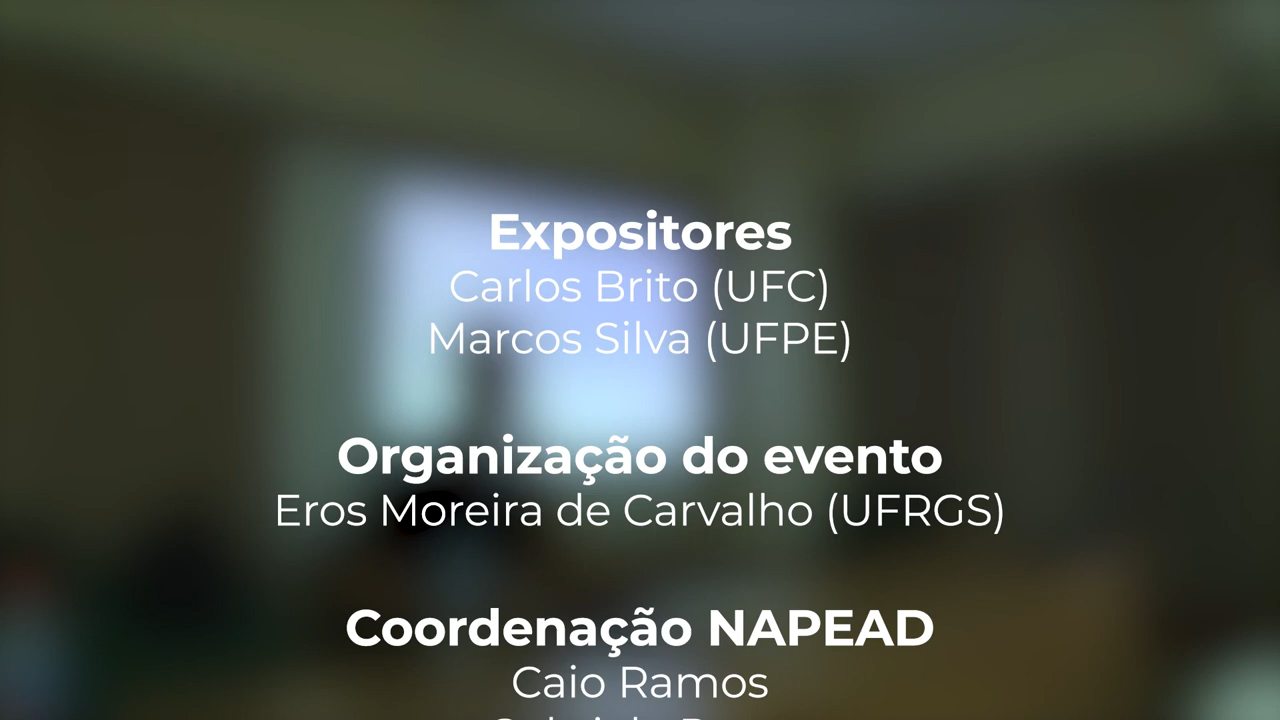 Expositores
Carlos Brito (UFC)
Marcos Silva (UFPE)
Organização do evento
Eros Moreira de Carvalho (UFRGS)
Coordenação NAPEAD
Caio Ramos